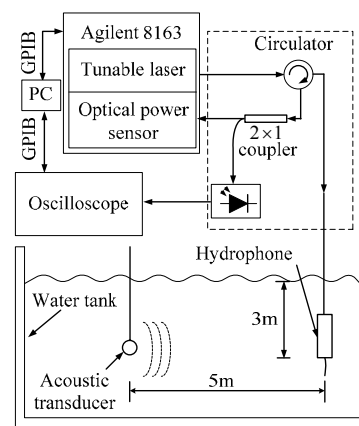 Agilent 8163
Tunable laser
Optical power
sensor
GPIB
PC
GPIB
Circulator
2×1
coupler
Oscilloscope
Hydrophone
Water tank
3m
Acoustic
transducer
5m